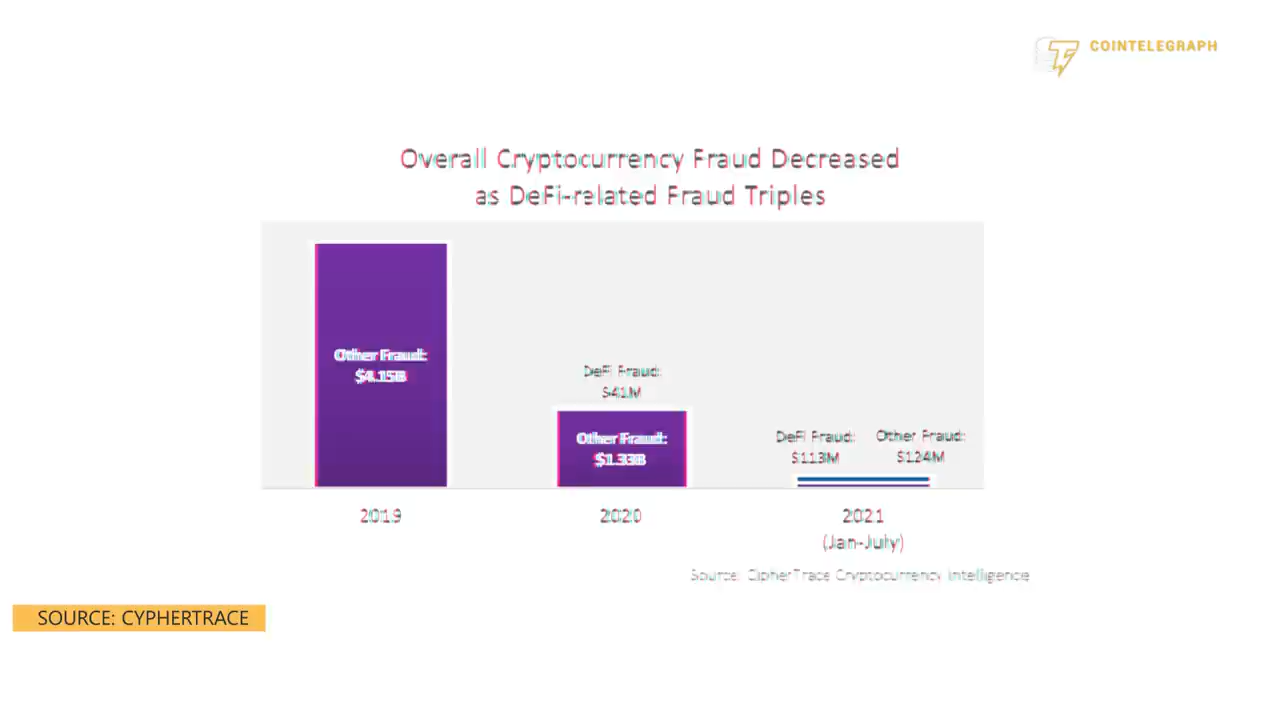 COINTELEGRAPH
Overall Cryptocurrency Fraud Decreased
as DeFi-related Fraud Triples
Other Fraud:
$4.15B
DeFi Fraud:
$41M
Other Fraud:
$1.33B
DeFi Fraud:
$113M
Other Fraud:
$124M
2019
2020
2021
(Jan-July)
Source: CipherTrace Cryptocurrency Intelligence
SOURCE: CYPHERTRACE